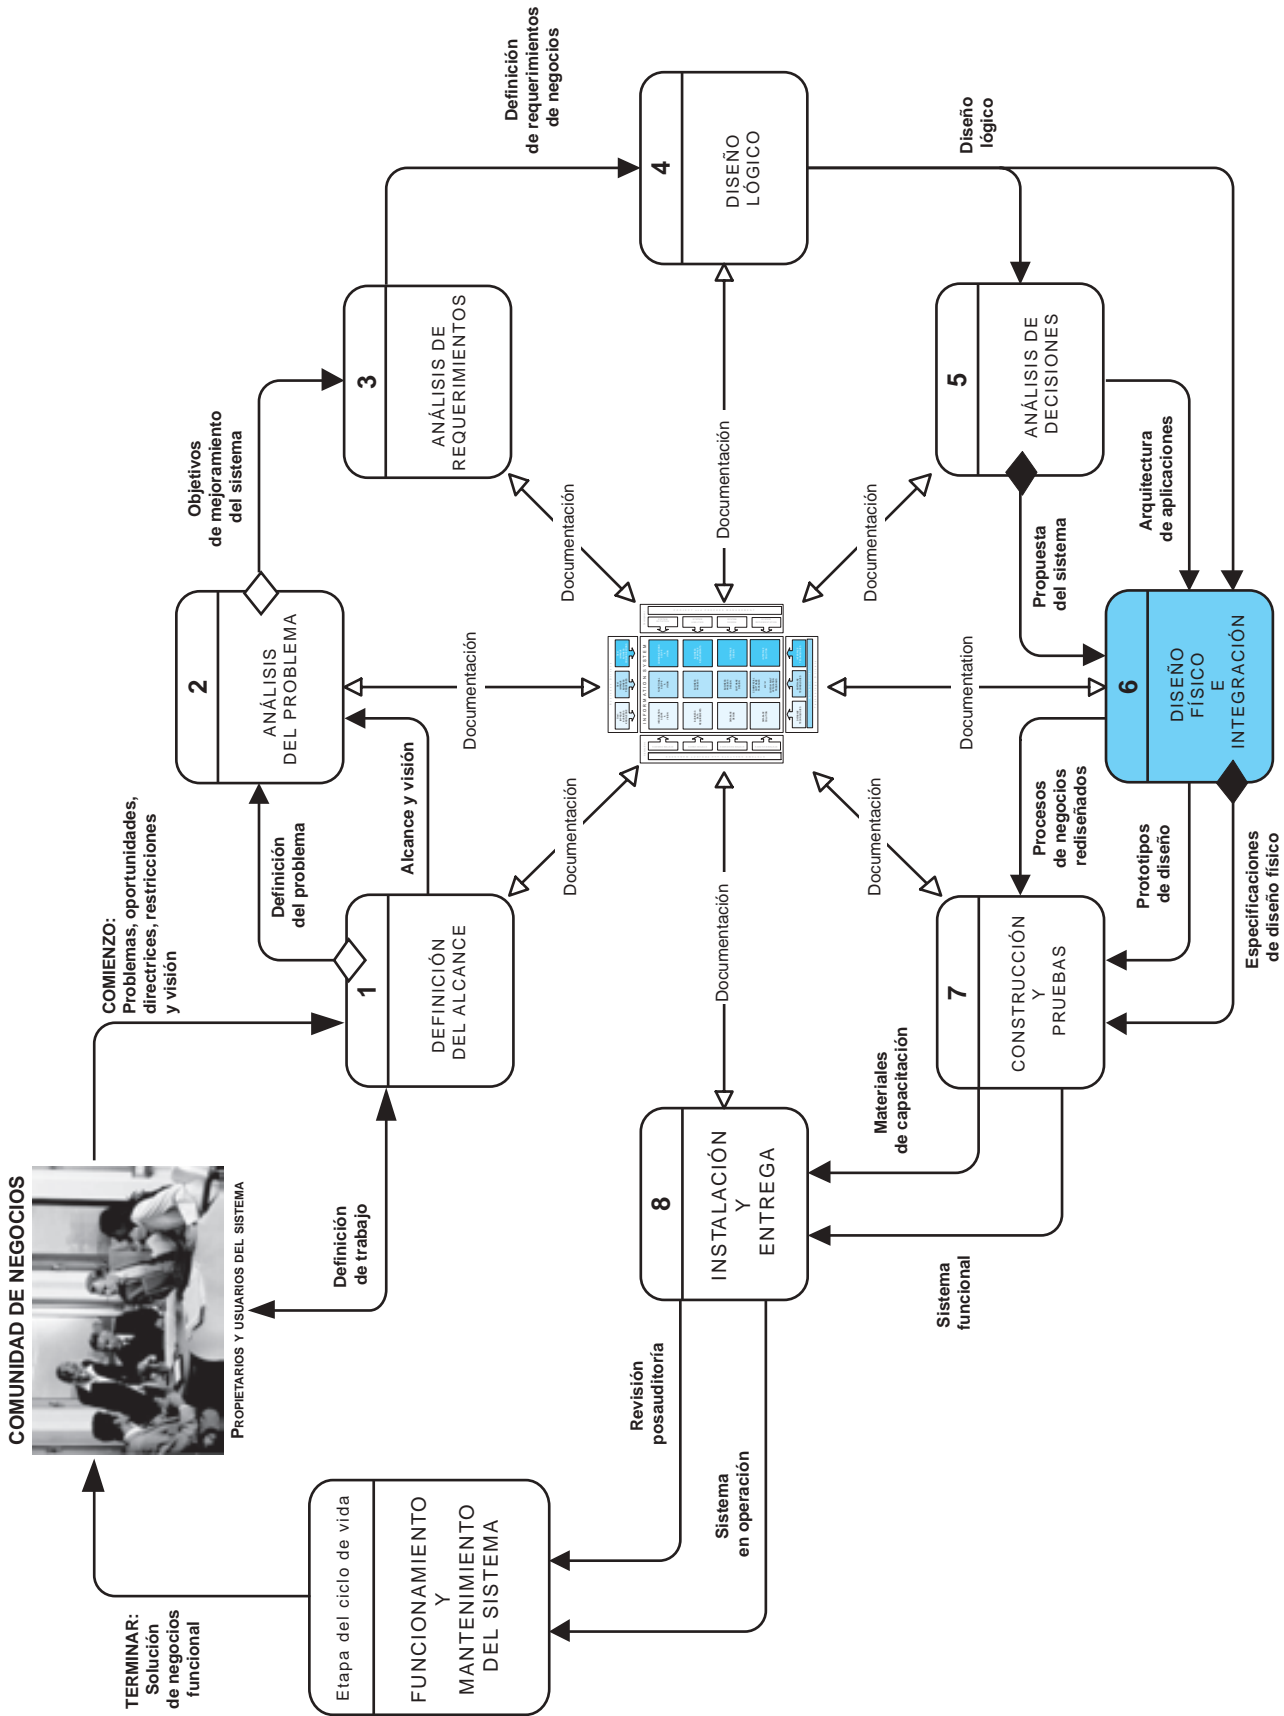 COMUNIDAD DE NEGOCIOS
PROPIETARIOS Y USUARIOS DEL SISTEMA
TERMINAR:
Solución
de negocios
funcional
COMIENZO:
Problemas, oportunidades,
directrices, restricciones
y visión
Definición
de trabajo
1
DEFINICIÓN
DEL ALCANCE
Definición
del problema
Alcance y visión
2
ANÁLISIS
DEL PROBLEMA
Objetivos
de mejoramiento
del sistema
3
ANÁLISIS DE
REQUERIMIENTOS
Definición
de requerimientos
de negocios
4
DISEÑO
LÓGICO
Diseño
lógico
5
ANÁLISIS DE
DECISIONES
Propuesta
del sistema
Arquitectura
de aplicaciones
6
DISEÑO
FÍSICO
E
INTEGRACIÓN
Procesos
de negocios
rediseñados
Prototipos
de diseño
Especificaciones
de diseño físico
7
CONSTRUCCIÓN
Y
PRUEBAS
Materiales
de capacitación
Sistema
funcional
8
INSTALACIÓN
Y
ENTREGA
Revisión
posauditoría
Sistema
en operación
Etapa del ciclo de vida
FUNCIONAMIENTO
Y
MANTENIMIENTO
DEL SISTEMA
Documentación
Documentación
Documentación
Documentación
Documentación
Documentation
Documentación
Documentación
INFORMATION SYSTEM